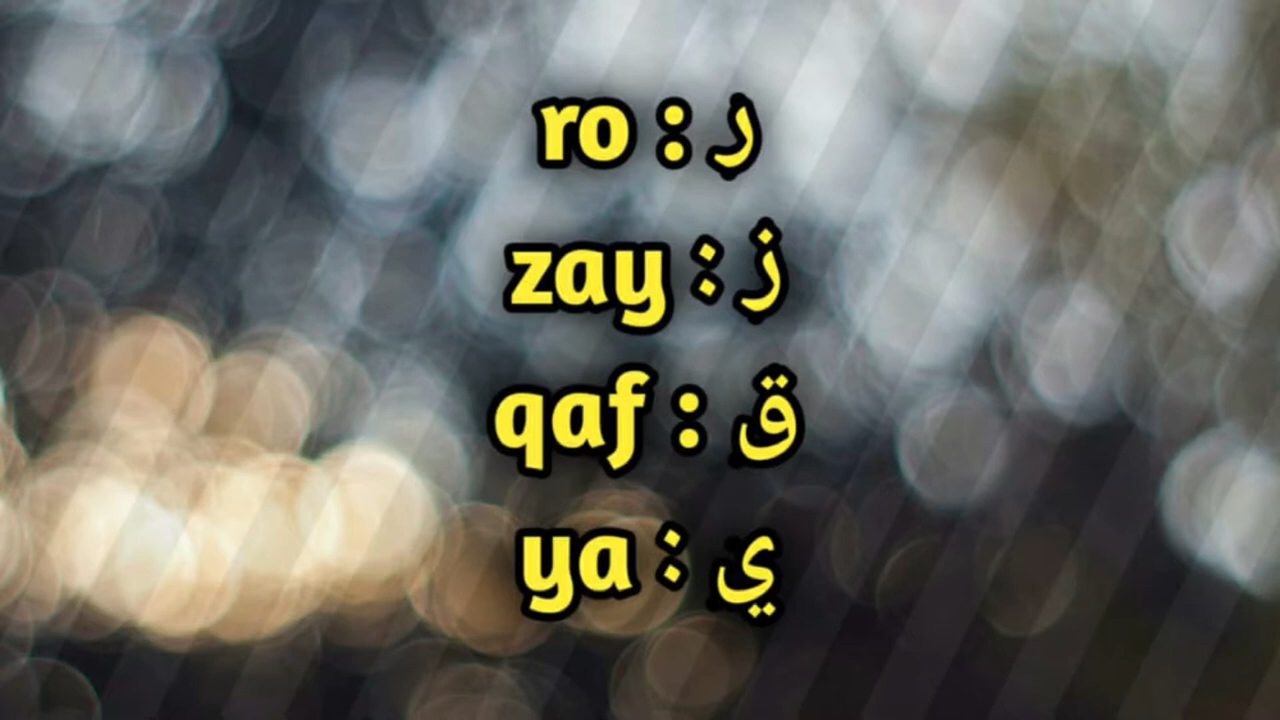 ro : ر
zay : ز
qaf : ق
ya : ي